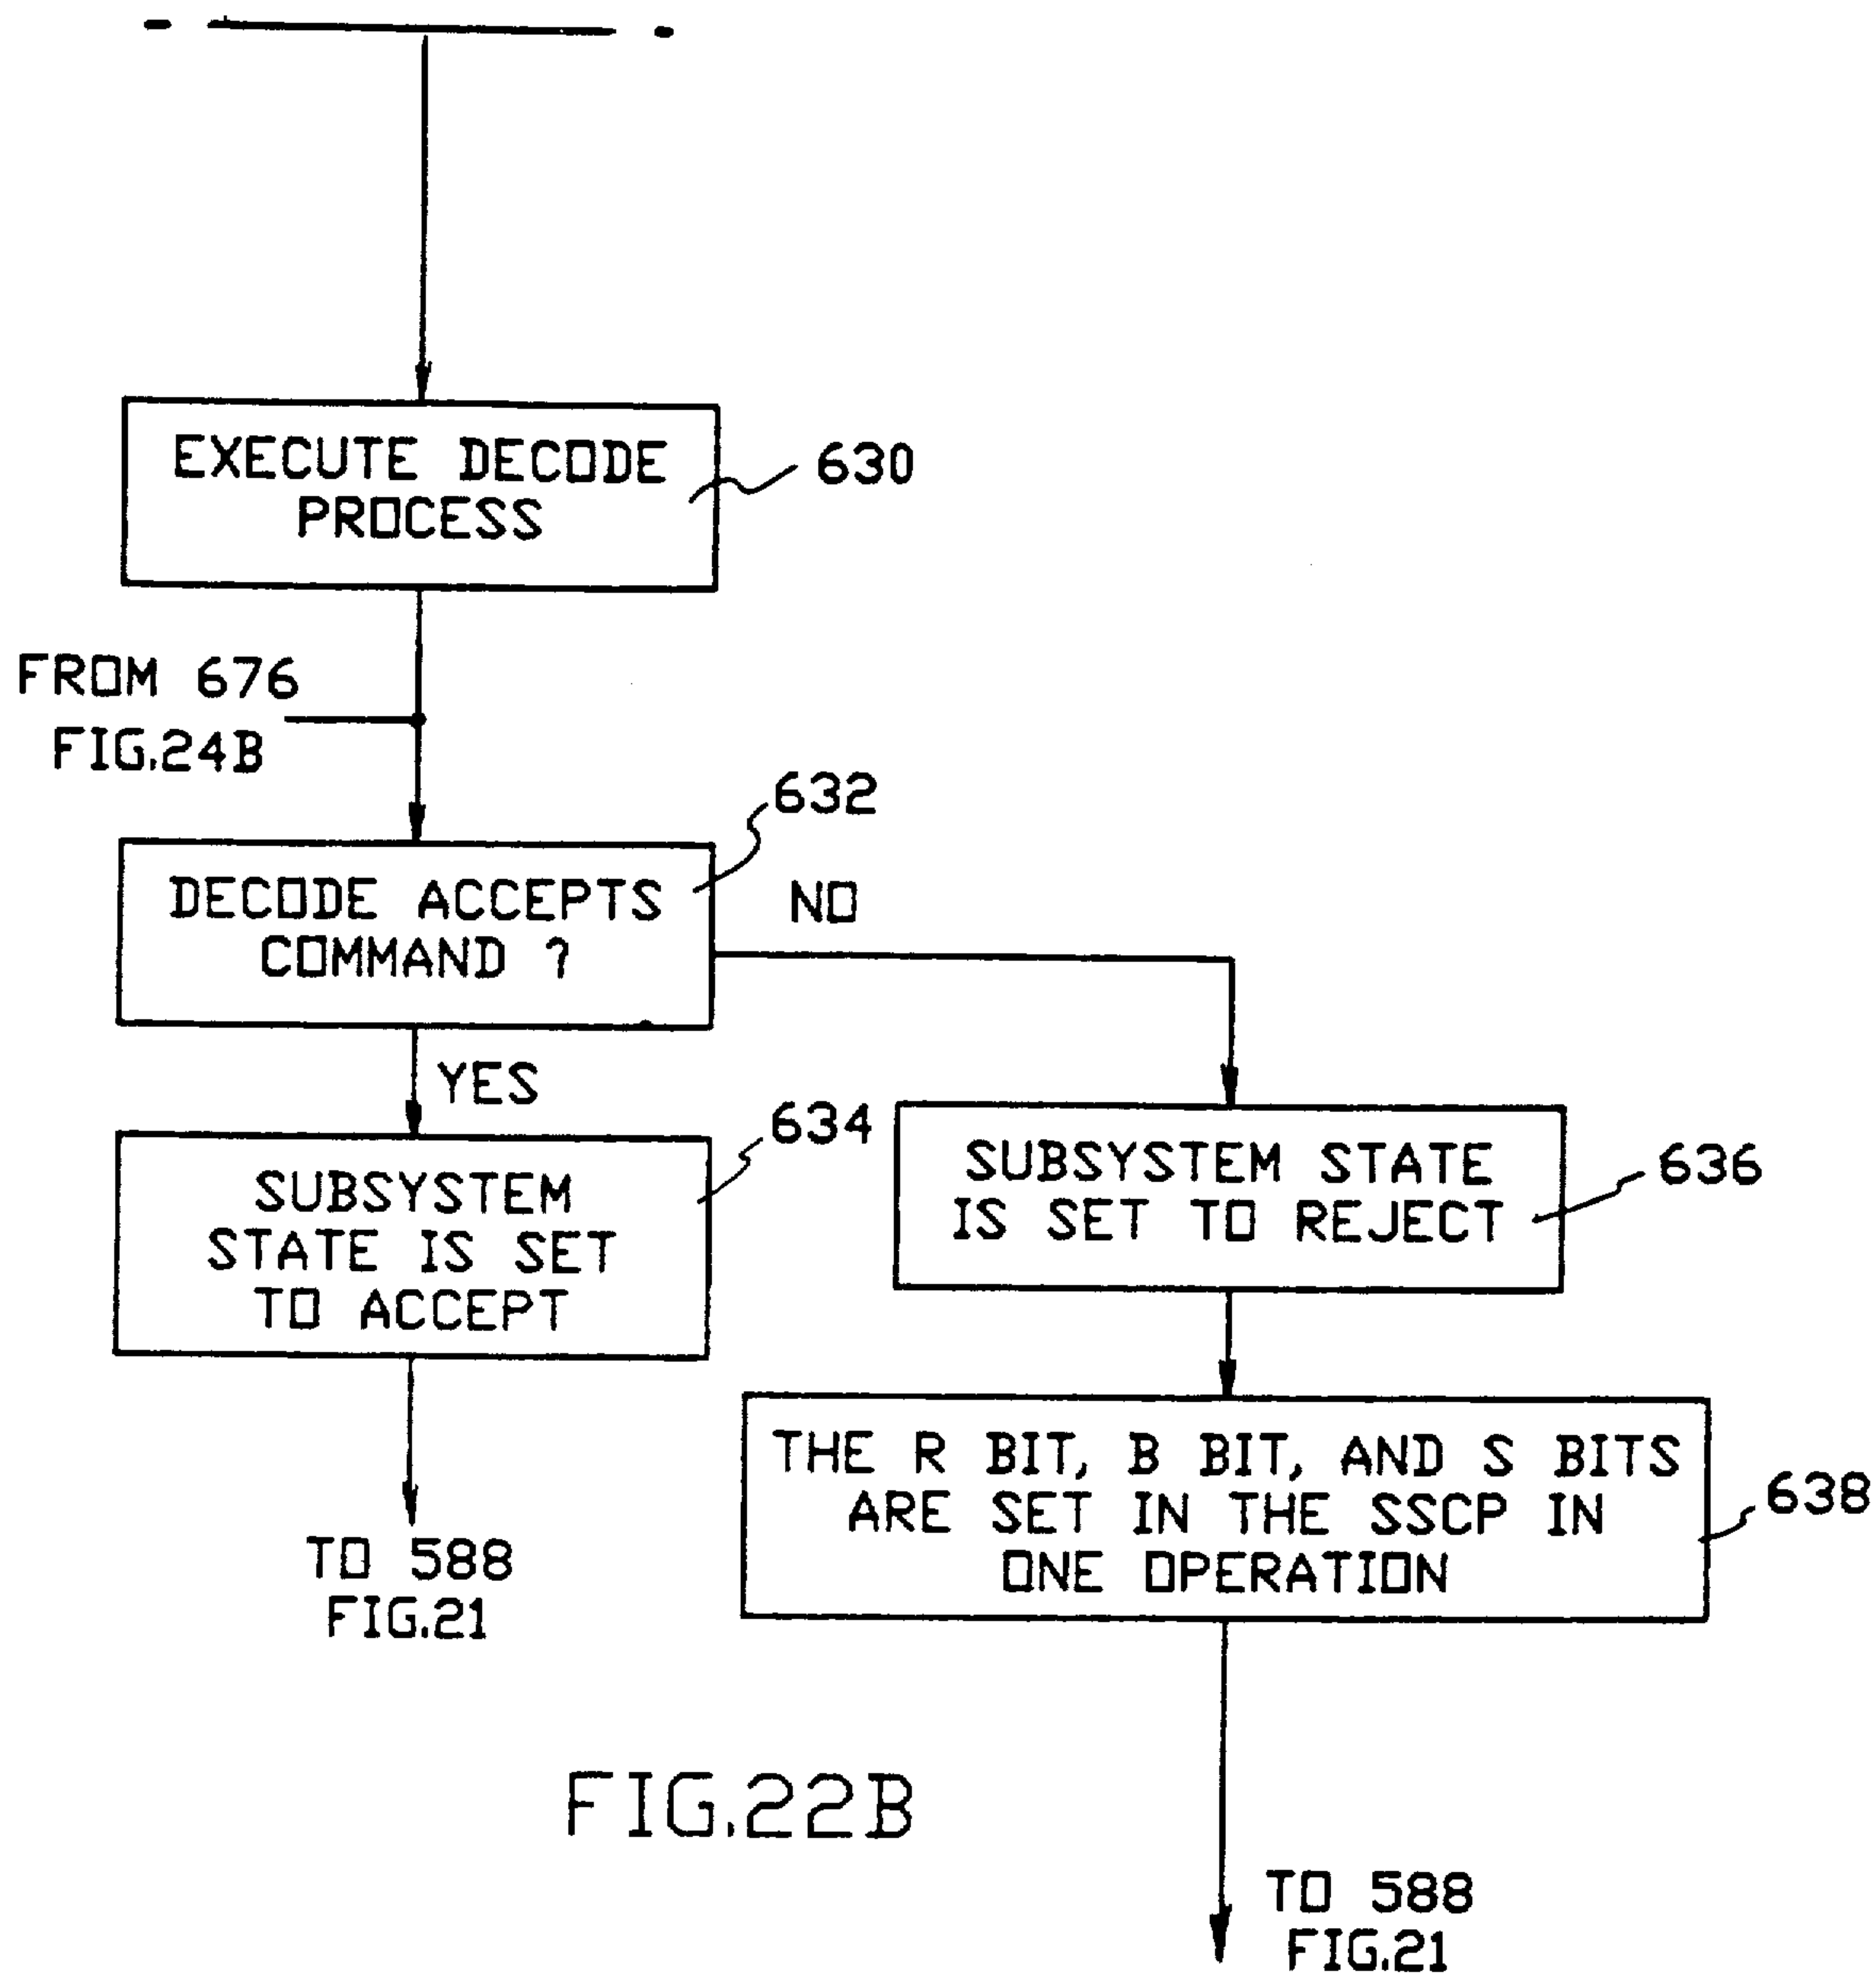 EXECUTE DECODE
PROCESS
630
FROM 676
FIG.24B
632
DECODE ACCEPTS
COMMAND ?
NO
YES
634
SUBSYSTEM
STATE IS SET
TO ACCEPT
SUBSYSTEM STATE
IS SET TO REJECT
636
THE R BIT, B BIT, AND S BITS
ARE SET IN THE SSCP IN
ONE OPERATION
638
TO 588
FIG.21
FIG.22B
TO 588
FIG.21